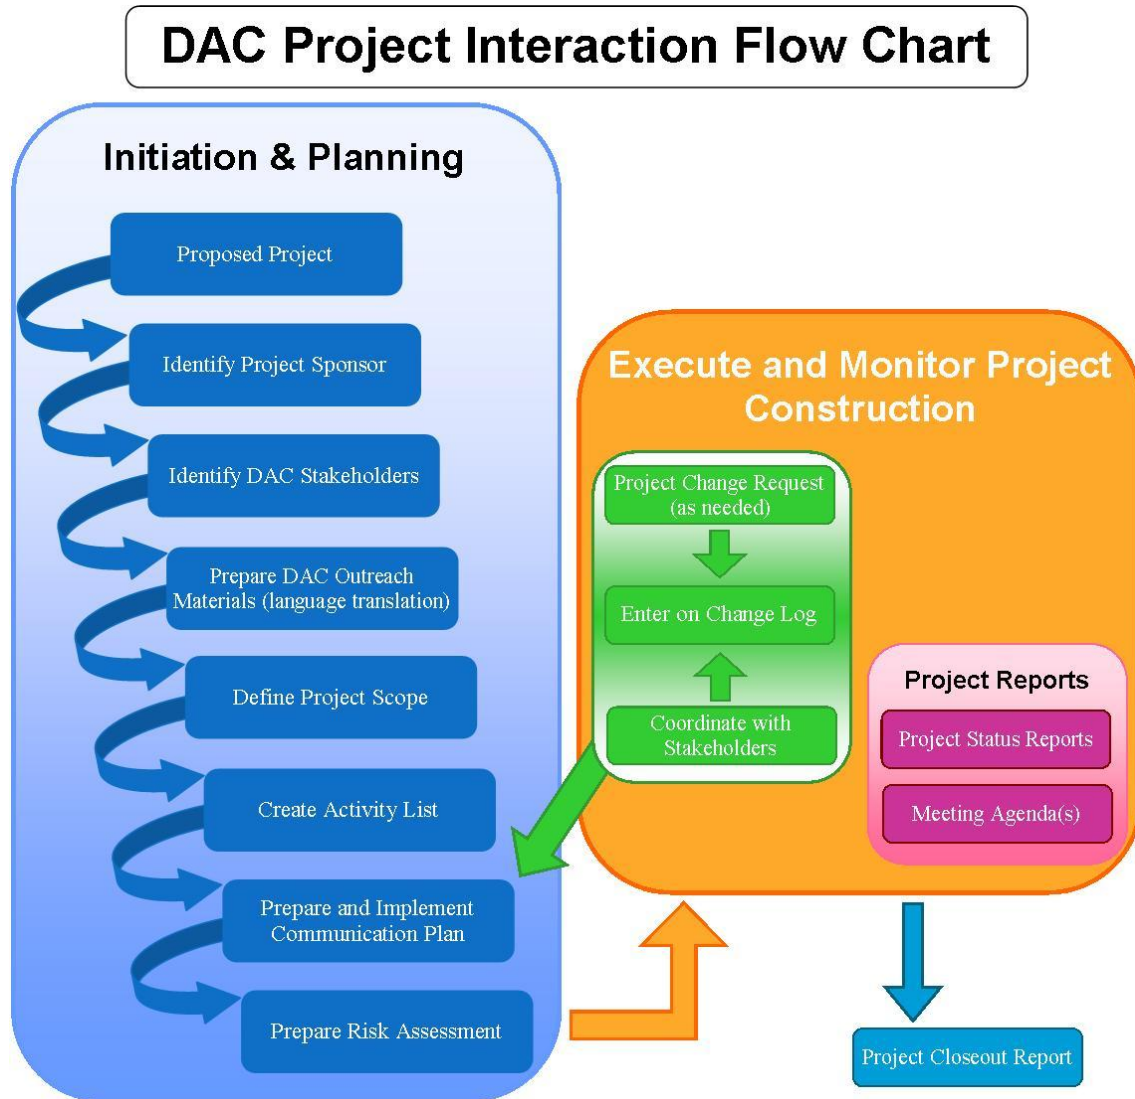 DAC Project Interaction Flow Chart
Initiation & Planning
Proposed Project
Identify Project Sponsor
Identify DAC Stakeholders
Prepare DAC Outreach
Materials (language translation)
Define Project Scope
Create Activity List
Prepare and Implement
Communication Plan
Prepare Risk Assessment
Execute and Monitor Project
Construction
Project Change Request
(as needed)
Enter on Change Log
Coordinate with
Stakeholders
Project Reports
Project Status Reports
Meeting Agenda(s)
Project Closeout Report